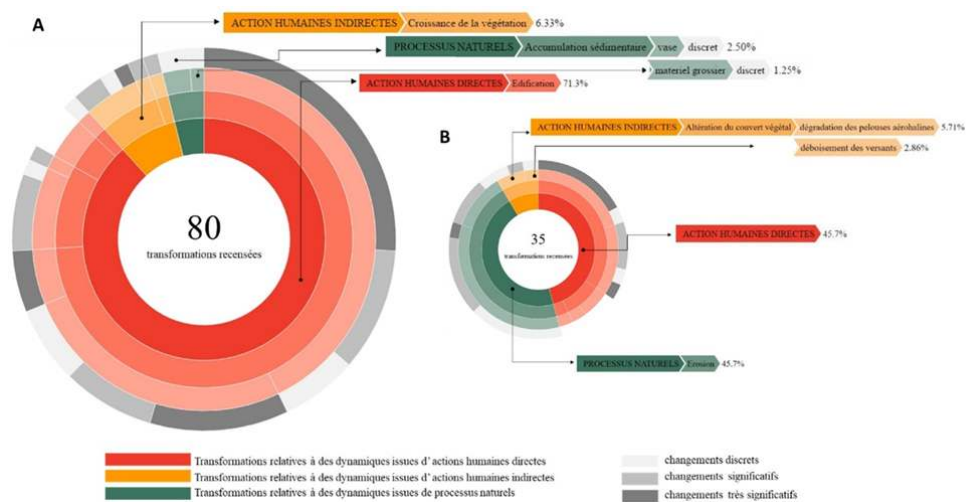 A
ACTION HUMAINES INDIRECTES Croissance de la végétation 6.33%
PROCESSUS NATURELS Accumulation sédimentaire vase discret 2.50%
materiel grossier discret 1.25%
ACTION HUMAINES DIRECTES Edification 71.3%
B
ACTION HUMAINES INDIRECTES Altération du couvert végétal dégradation des pelouses aérohalines 5.71%
déboisement des versants 2.86%
80
transformations recensées
35
transformations recensées
ACTION HUMAINES DIRECTES 45.7%
PROCESSUS NATURELS Erosion 45.7%
Transformations relatives à des dynamiques issues d'actions humaines directes
Transformations relatives à des dynamiques issues d'actions humaines indirectes
Transformations relatives à des dynamiques issues de processus naturels
changements discrets
changements significatifs
changements très significatifs